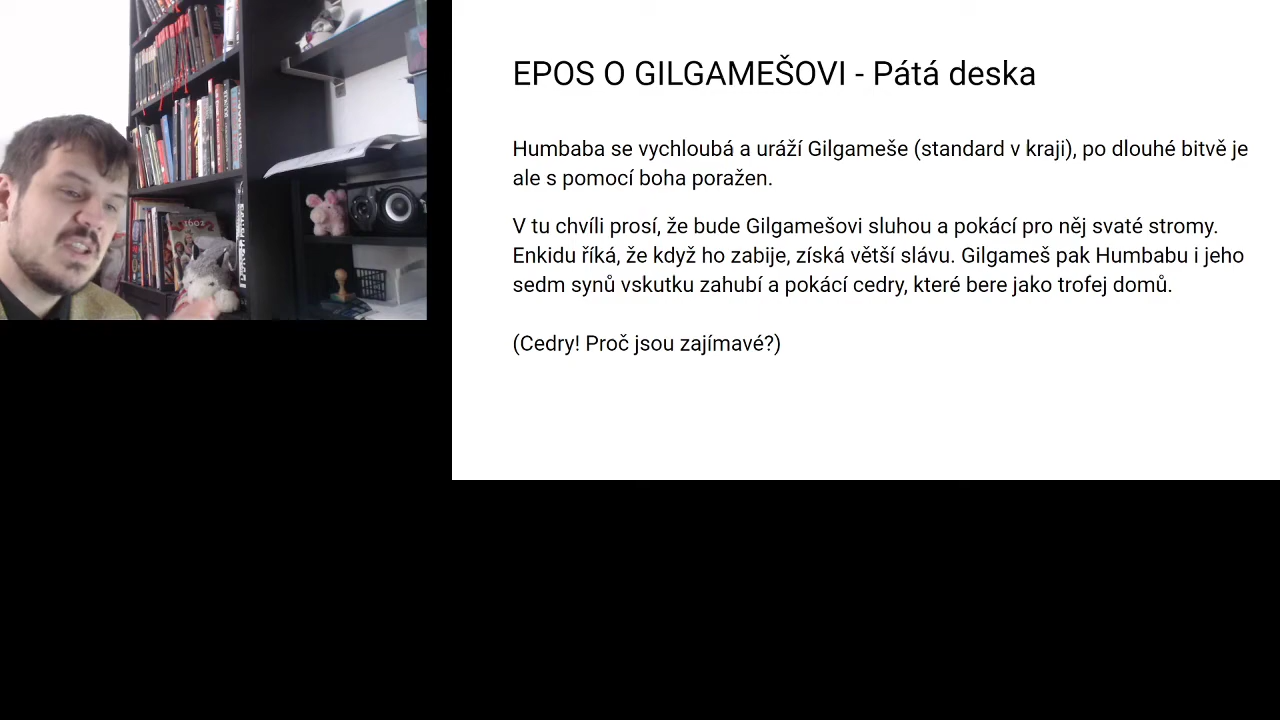 EPOS O GILGAMEŠOVI - Pátá deska
Humbaba se vychloubá a uráží Gilgameše (standard v kraji), po dlouhé bitvě je
ale s pomocí boha poražen.
V tu chvíli prosí, že bude Gilgamešovi sluhou a pokácí pro něj svaté stromy.
Enkidu říká, že když ho zabije, získá větší slávu. Gilgameš pak Humbabu i jeho
sedm synů vskutku zahubí a pokácí cedry, které bere jako trofej domů.
(Cedry! Proč jsou zajímavé?)
1602